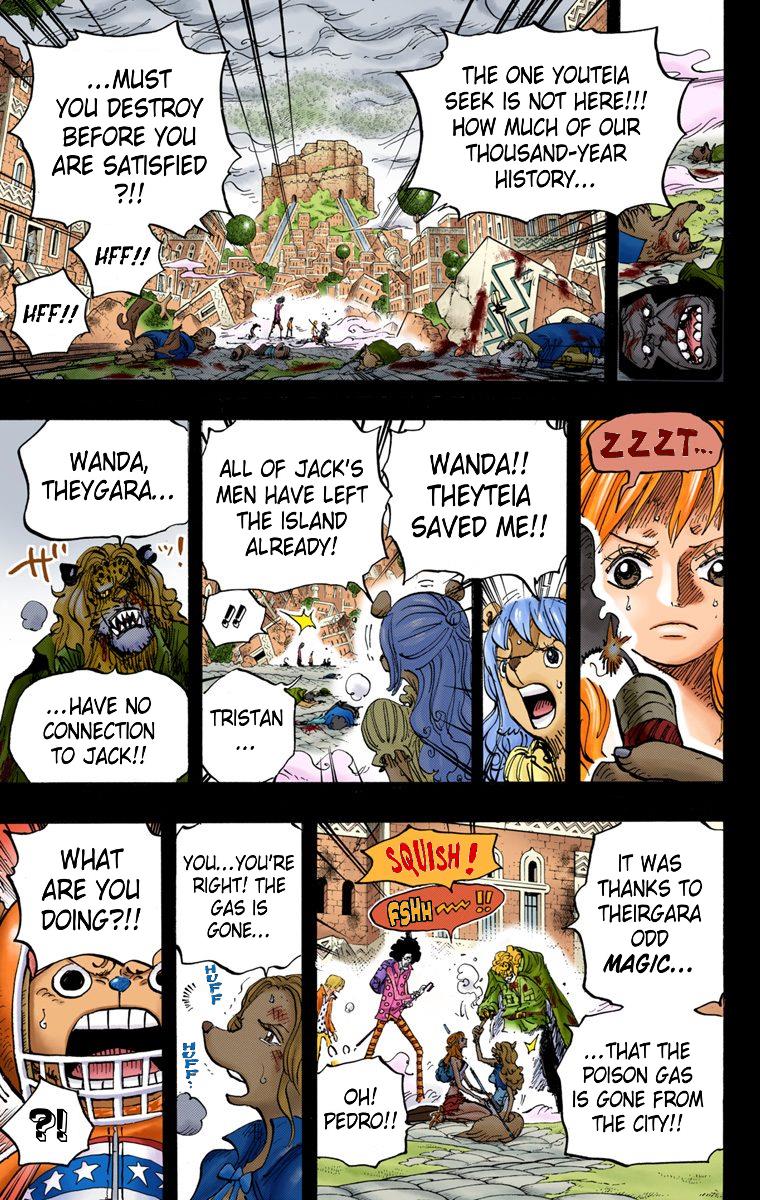 THE ONE YOUTEIA
SEEK IS NOT HERE!!!
HOW MUCH OF OUR
THOUSAND-YEAR
HISTORY...
...MUST
YOU DESTROY
BEFORE YOU
ARE SATISFIED
?!!
HFF!!
HFF!!
ZZZT...
WANDA!!
THEYTEIA
SAVED ME!!
ALL OF JACK'S
MEN HAVE LEFT
THE ISLAND
ALREADY!
!!
TRISTAN
...
WANDA,
THEYGARA...
ザッ!
...HAVE NO
CONNECTION
TO JACK!!
IT WAS
THANKS TO
THEIRGARA
ODD
MAGIC...
SQUISH!
FSHH~~!!
...THAT THE
POISON GAS
IS GONE FROM
THE CITY!!
OH!
PEDRO!!
YOU...YOU'RE
RIGHT! THE
GAS IS
GONE...
HUFF
HUFF..
WHAT
ARE YOU
DOING?!!
?!